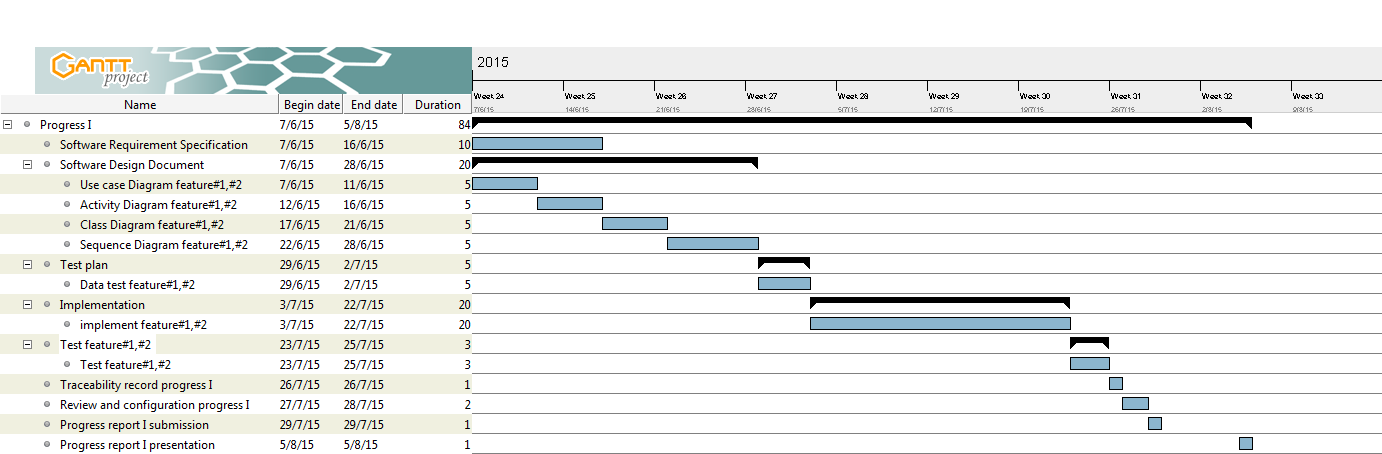 GANTT
project
2015
Name Begin date End date Duration
Week 24 Week 25 Week 26 Week 27 Week 28 Week 29 Week 30 Week 31 Week 32 Week 33
7/6/15 14/6/15 21/6/15 28/6/15 5/7/15 12/7/15 19/7/15 26/7/15 2/8/15 9/8/15
Progress I 7/6/15 5/8/15 84
Software Requirement Specification 7/6/15 16/6/15 10
Software Design Document 7/6/15 28/6/15 20
Use case Diagram feature#1,#2 7/6/15 11/6/15 5
Activity Diagram feature#1,#2 12/6/15 16/6/15 5
Class Diagram feature#1,#2 17/6/15 21/6/15 5
Sequence Diagram feature#1,#2 22/6/15 28/6/15 5
Test plan 29/6/15 2/7/15 5
Data test feature#1,#2 29/6/15 2/7/15 5
Implementation 3/7/15 22/7/15 20
implement feature#1,#2 3/7/15 22/7/15 20
Test feature#1,#2 23/7/15 25/7/15 3
Test feature#1,#2 23/7/15 25/7/15 3
Traceability record progress I 26/7/15 26/7/15 1
Review and configuration progress I 27/7/15 28/7/15 2
Progress report I submission 29/7/15 29/7/15 1
Progress report I presentation 5/8/15 5/8/15 1